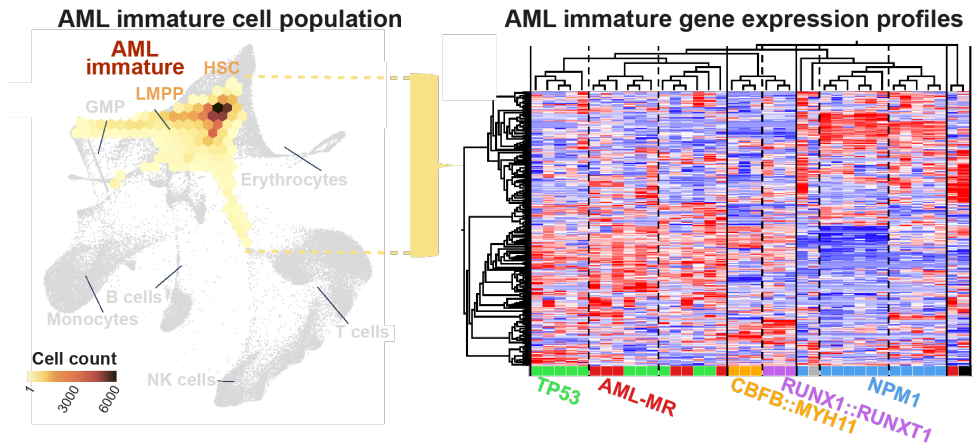 AML immature cell population
AML immature gene expression profiles
AML
immature
HSC
LMPP
GMP
Erythrocytes
B cells
Monocytes
T cells
NK cells
Cell count
1
3000
6000
TP53
AML-MR
CBFB::MYH11
RUNX1::RUNXT1
NPM1